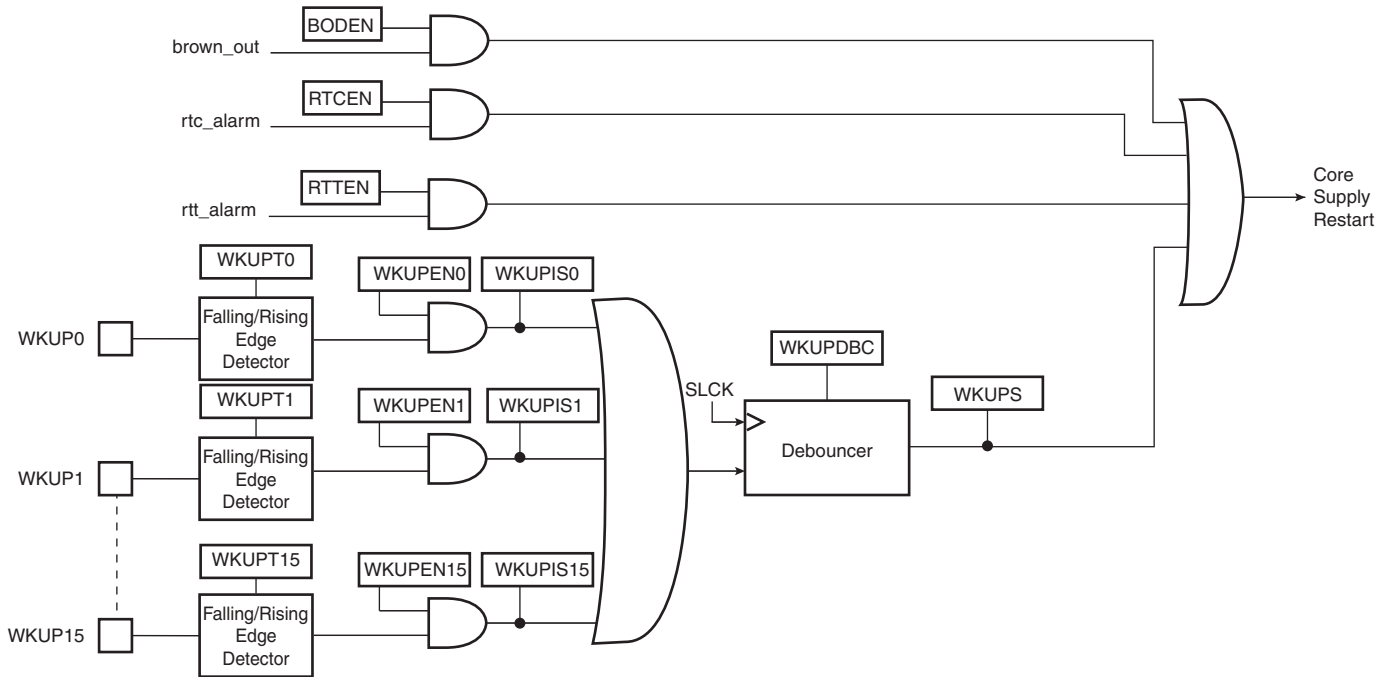 BODEN
brown_out
RTCEN
rtc_alarm
RTTEN
rtt_alarm
Core
Supply
Restart
WKUPT0
WKUPEN0
WKUPIS0
WKUP0
Falling/Rising
Edge
Detector
WKUPT1
WKUPEN1
WKUPIS1
WKUP1
Falling/Rising
Edge
Detector
SLCK
WKUPDBC
Debouncer
WKUPS
WKUPT15
WKUPEN15
WKUPIS15
WKUP15
Falling/Rising
Edge
Detector